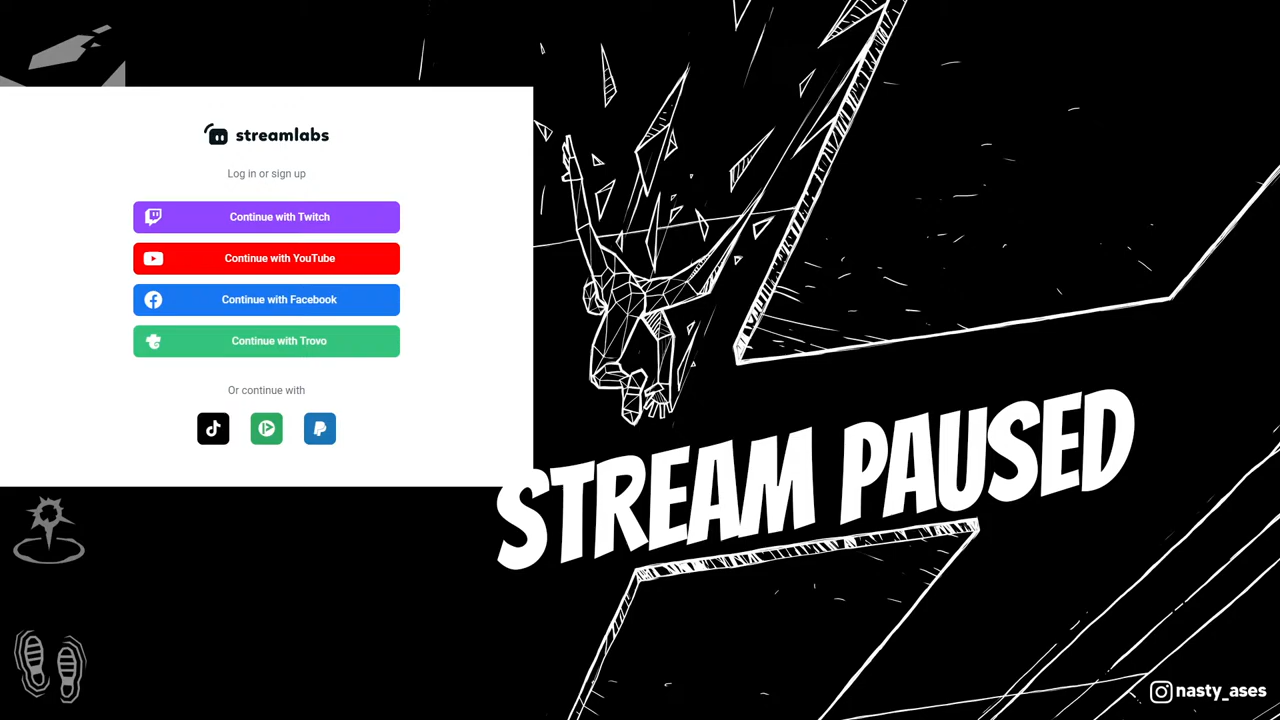 streamlabs
Log in or sign up
Continue with Twitch
Continue with YouTube
Continue with Facebook
Continue with Trovo
Or continue with
STREAM PAUSED
nasty_ases